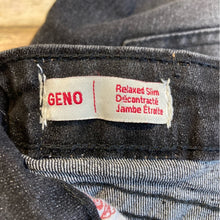 GENO
Relaxed Slim
Décontracté
Jambe Étroite